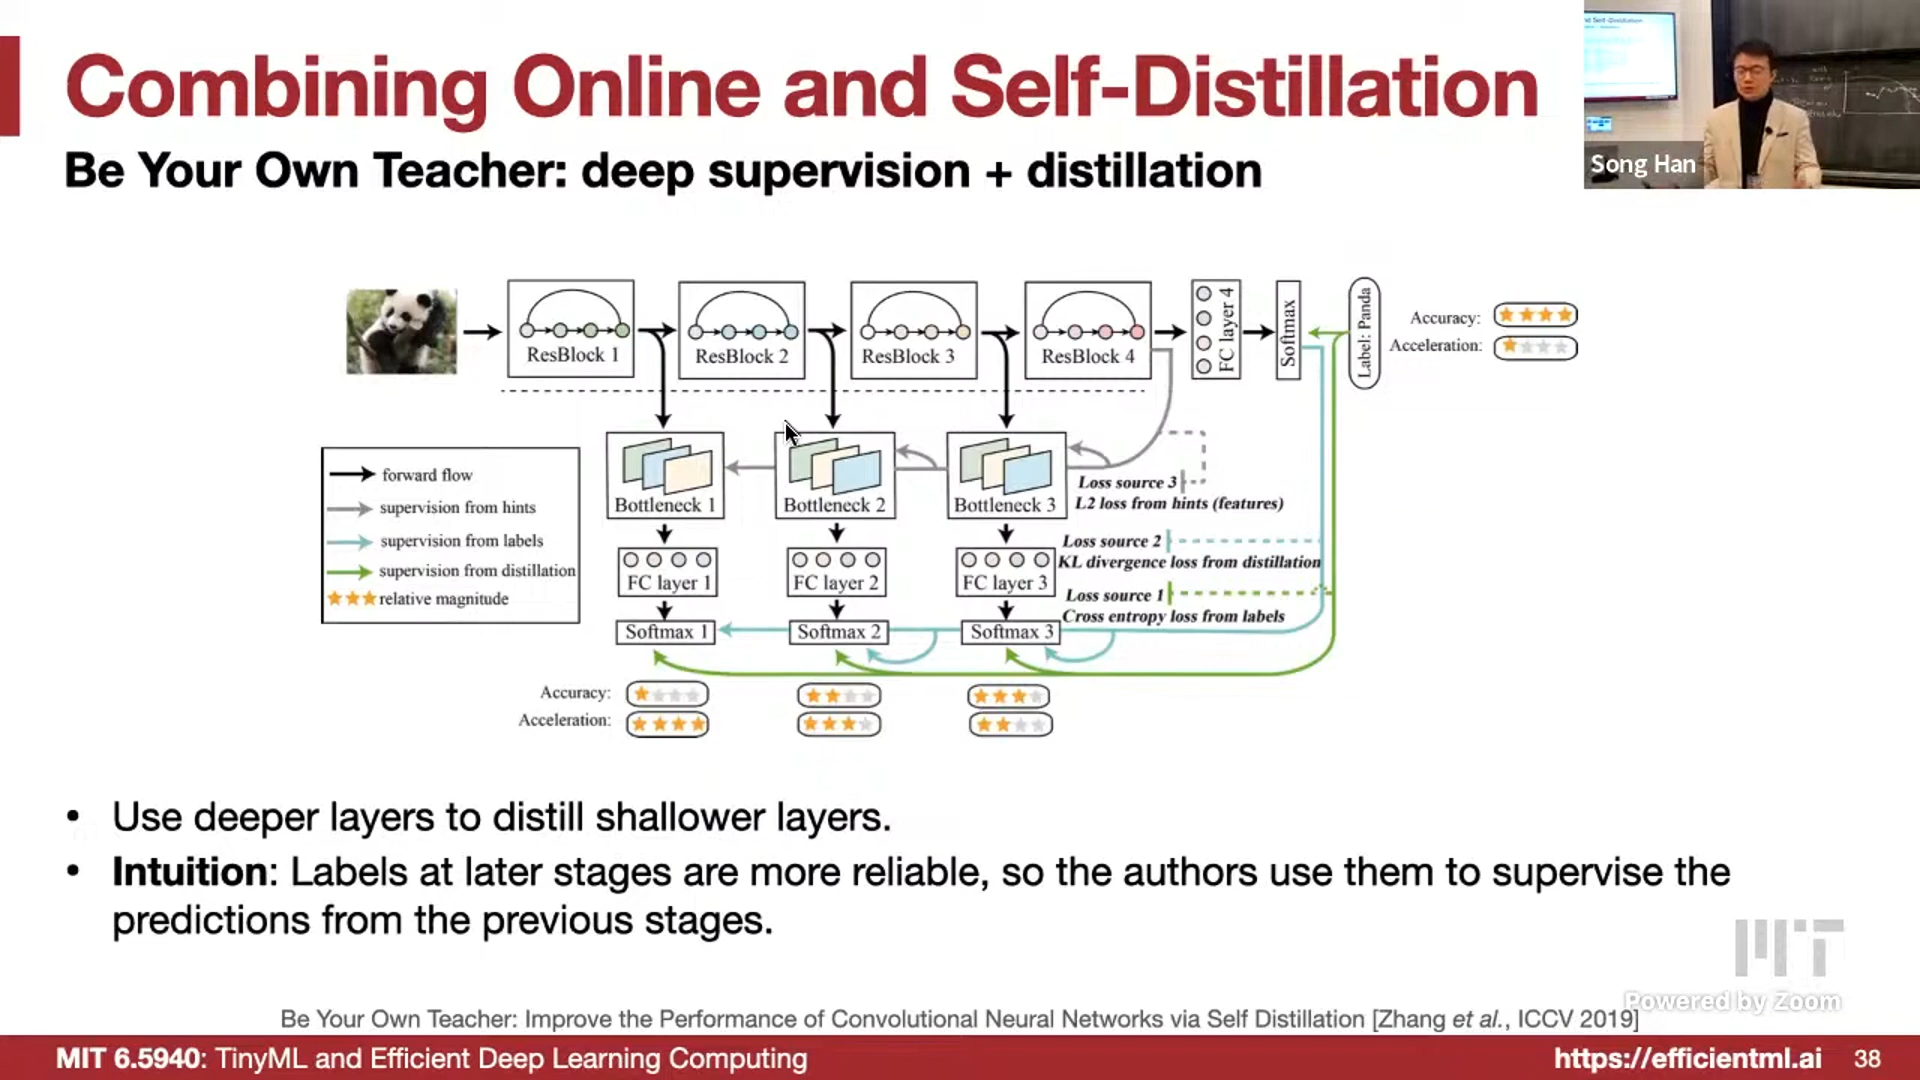 Combining Online and Self-Distillation
Be Your Own Teacher: deep supervision + distillation
Song Han
ResBlock 1
ResBlock 2
ResBlock 3
ResBlock 4
FC layer 4
Softmax
Label: Panda
Accuracy:
Acceleration:
forward flow
supervision from hints
supervision from labels
supervision from distillation
relative magnitude
Bottleneck 1
Bottleneck 2
Bottleneck 3
Loss source 3
L2 loss from hints (features)
Loss source 2
KL divergence loss from distillation
Loss source 1
Cross entropy loss from labels
FC layer 1
FC layer 2
FC layer 3
Softmax 1
Softmax 2
Softmax 3
Accuracy:
Acceleration:
• Use deeper layers to distill shallower layers.
• Intuition: Labels at later stages are more reliable, so the authors use them to supervise the
predictions from the previous stages.
MIT
Powered by Zoom
Be Your Own Teacher: Improve the Performance of Convolutional Neural Networks via Self Distillation [Zhang et al., ICCV 2019]
MIT 6.5940: TinyML and Efficient Deep Learning Computing
https://efficientml.ai
38